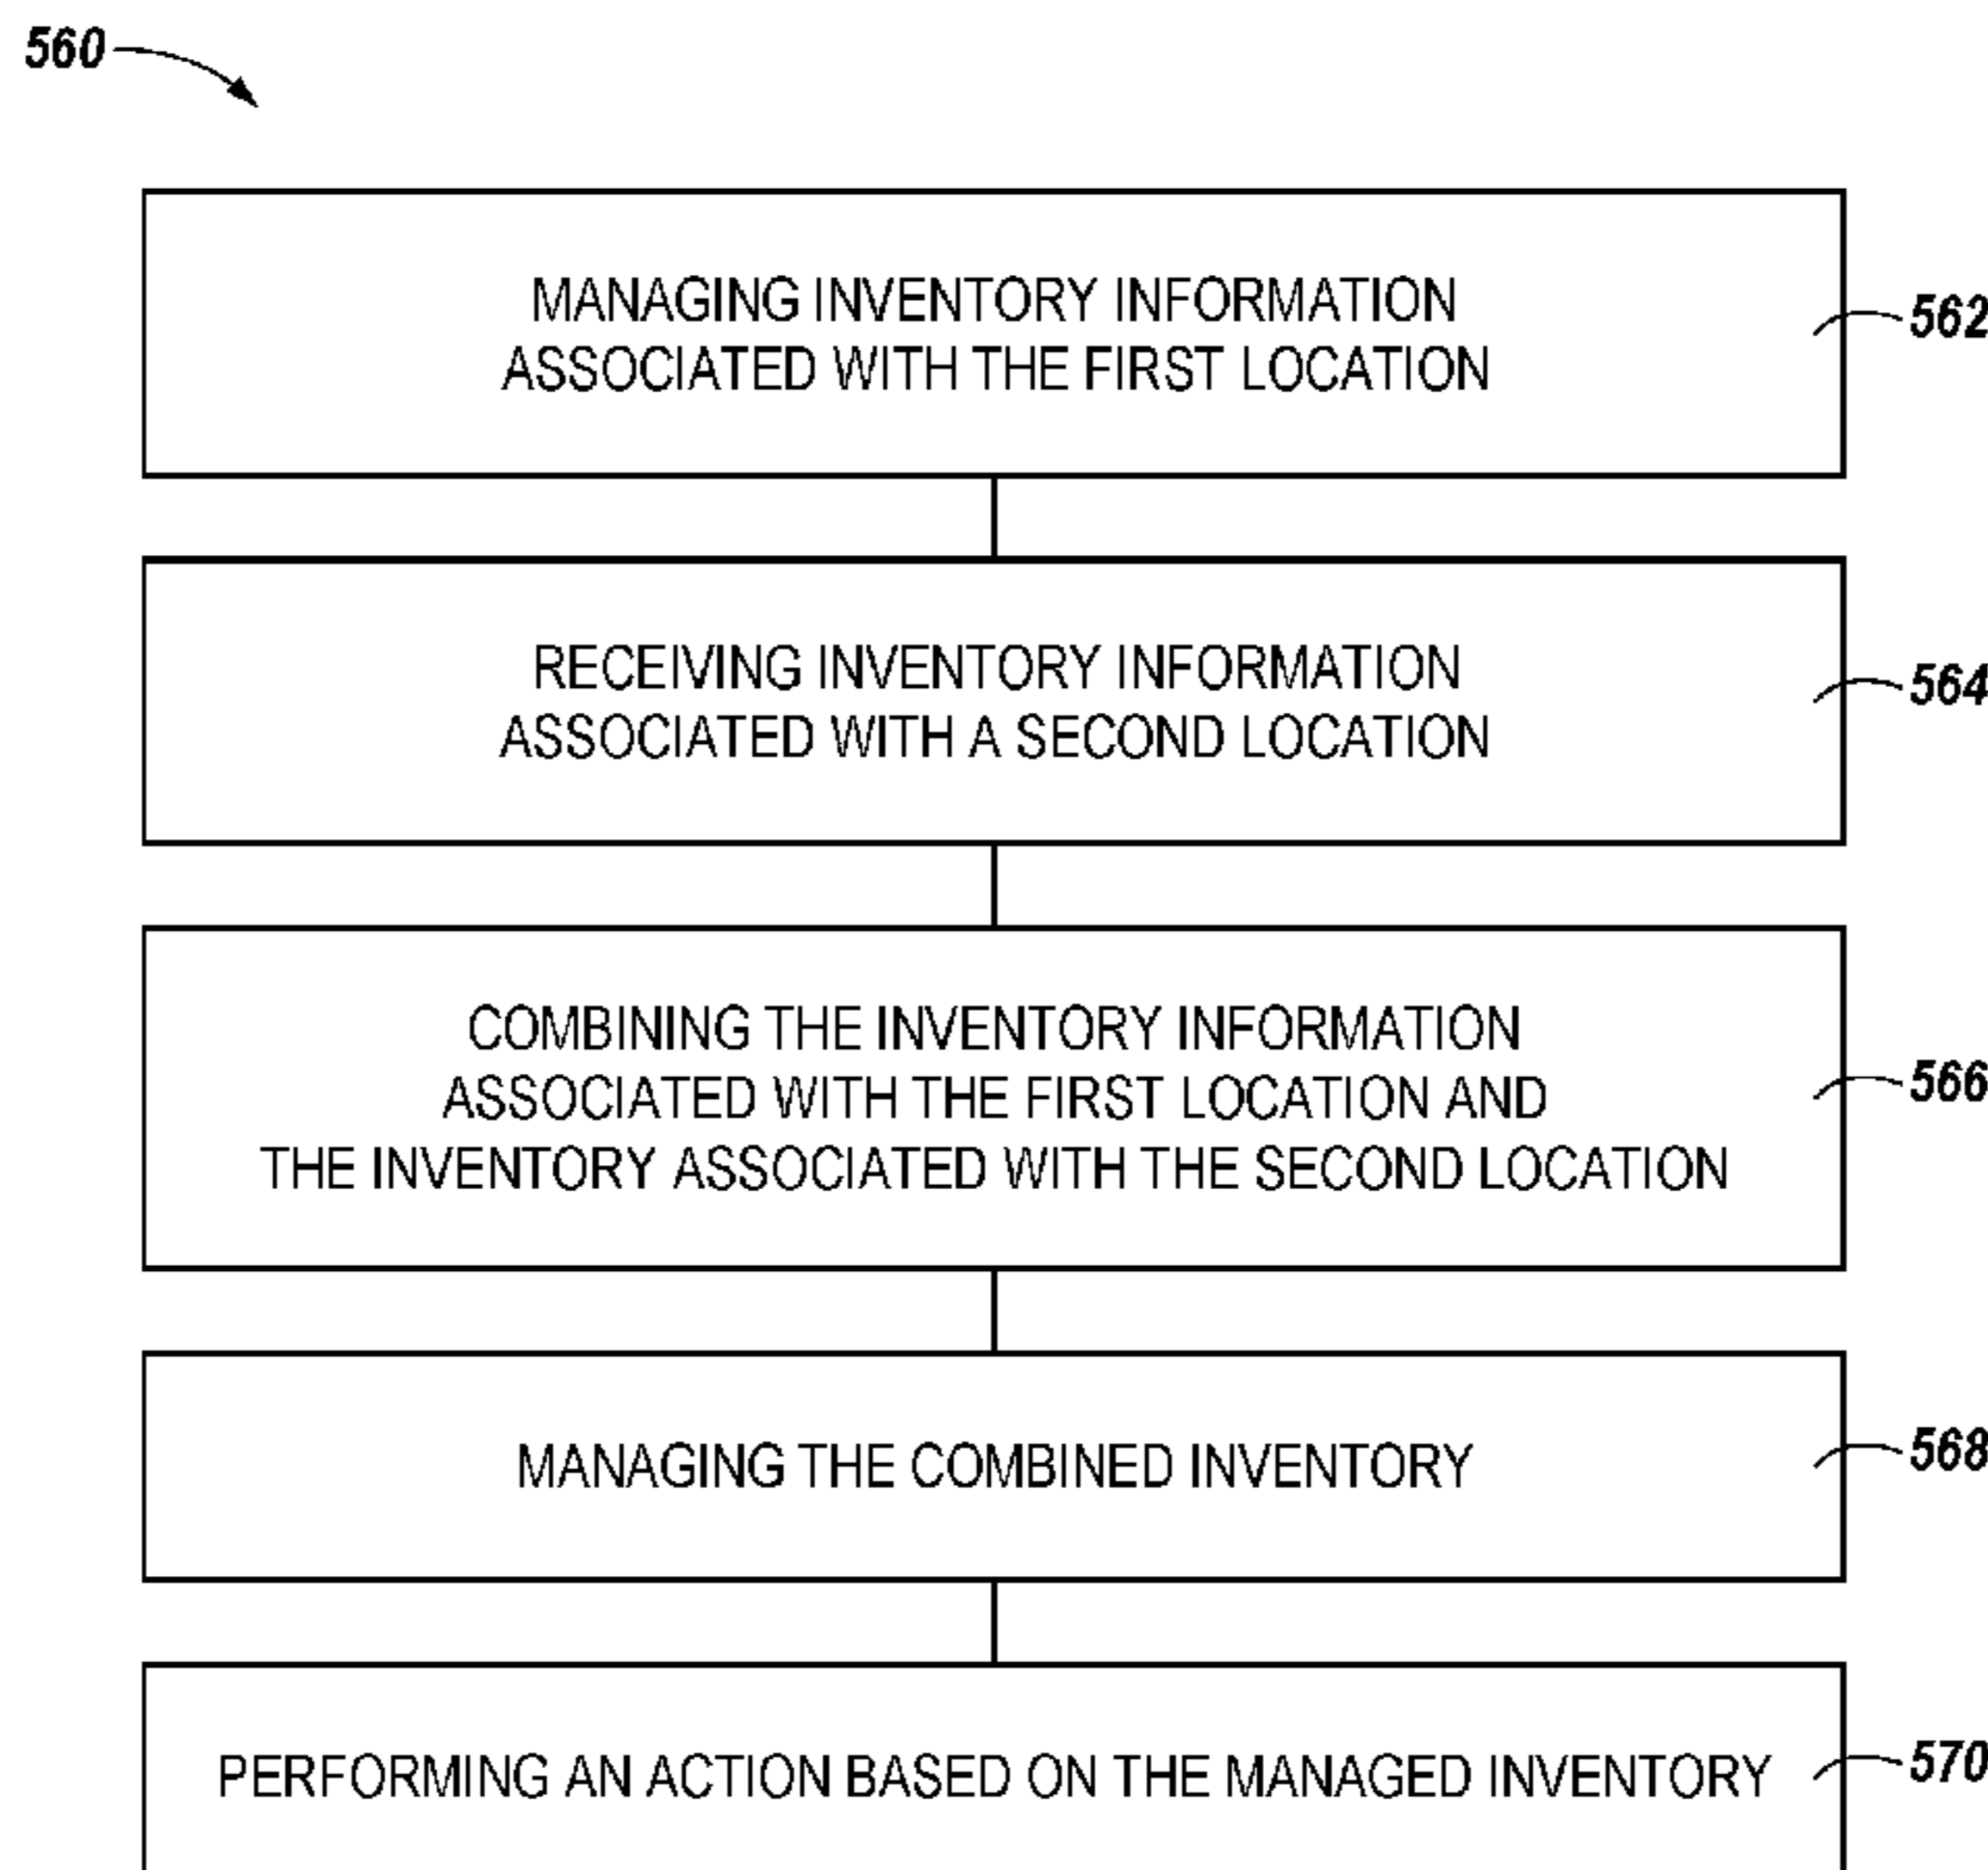 560
MANAGING INVENTORY INFORMATION
ASSOCIATED WITH THE FIRST LOCATION
562
RECEIVING INVENTORY INFORMATION
ASSOCIATED WITH A SECOND LOCATION
564
COMBINING THE INVENTORY INFORMATION
ASSOCIATED WITH THE FIRST LOCATION AND
THE INVENTORY ASSOCIATED WITH THE SECOND LOCATION
566
MANAGING THE COMBINED INVENTORY
568
PERFORMING AN ACTION BASED ON THE MANAGED INVENTORY
570